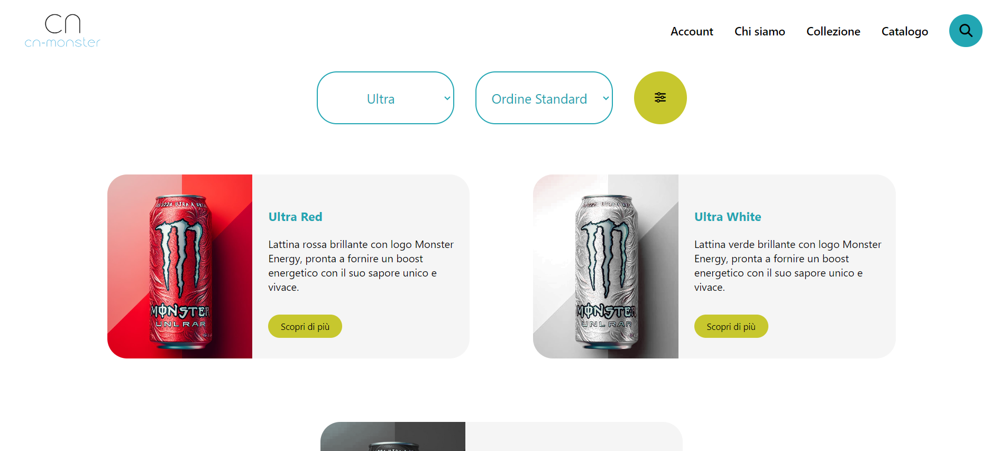 cn
cn-monster
Account
Chi siamo
Collezione
Catalogo
Ultra
Ordine Standard
MONSTER
UNL RAR
Ultra Red
Lattina rossa brillante con logo Monster
Energy, pronta a fornire un boost
energetico con il suo sapore unico e
vivace.
Scopri di più
MONSTER
UNL RAR
Ultra White
Lattina verde brillante con logo Monster
Energy, pronta a fornire un boost
energetico con il suo sapore unico e
vivace.
Scopri di più